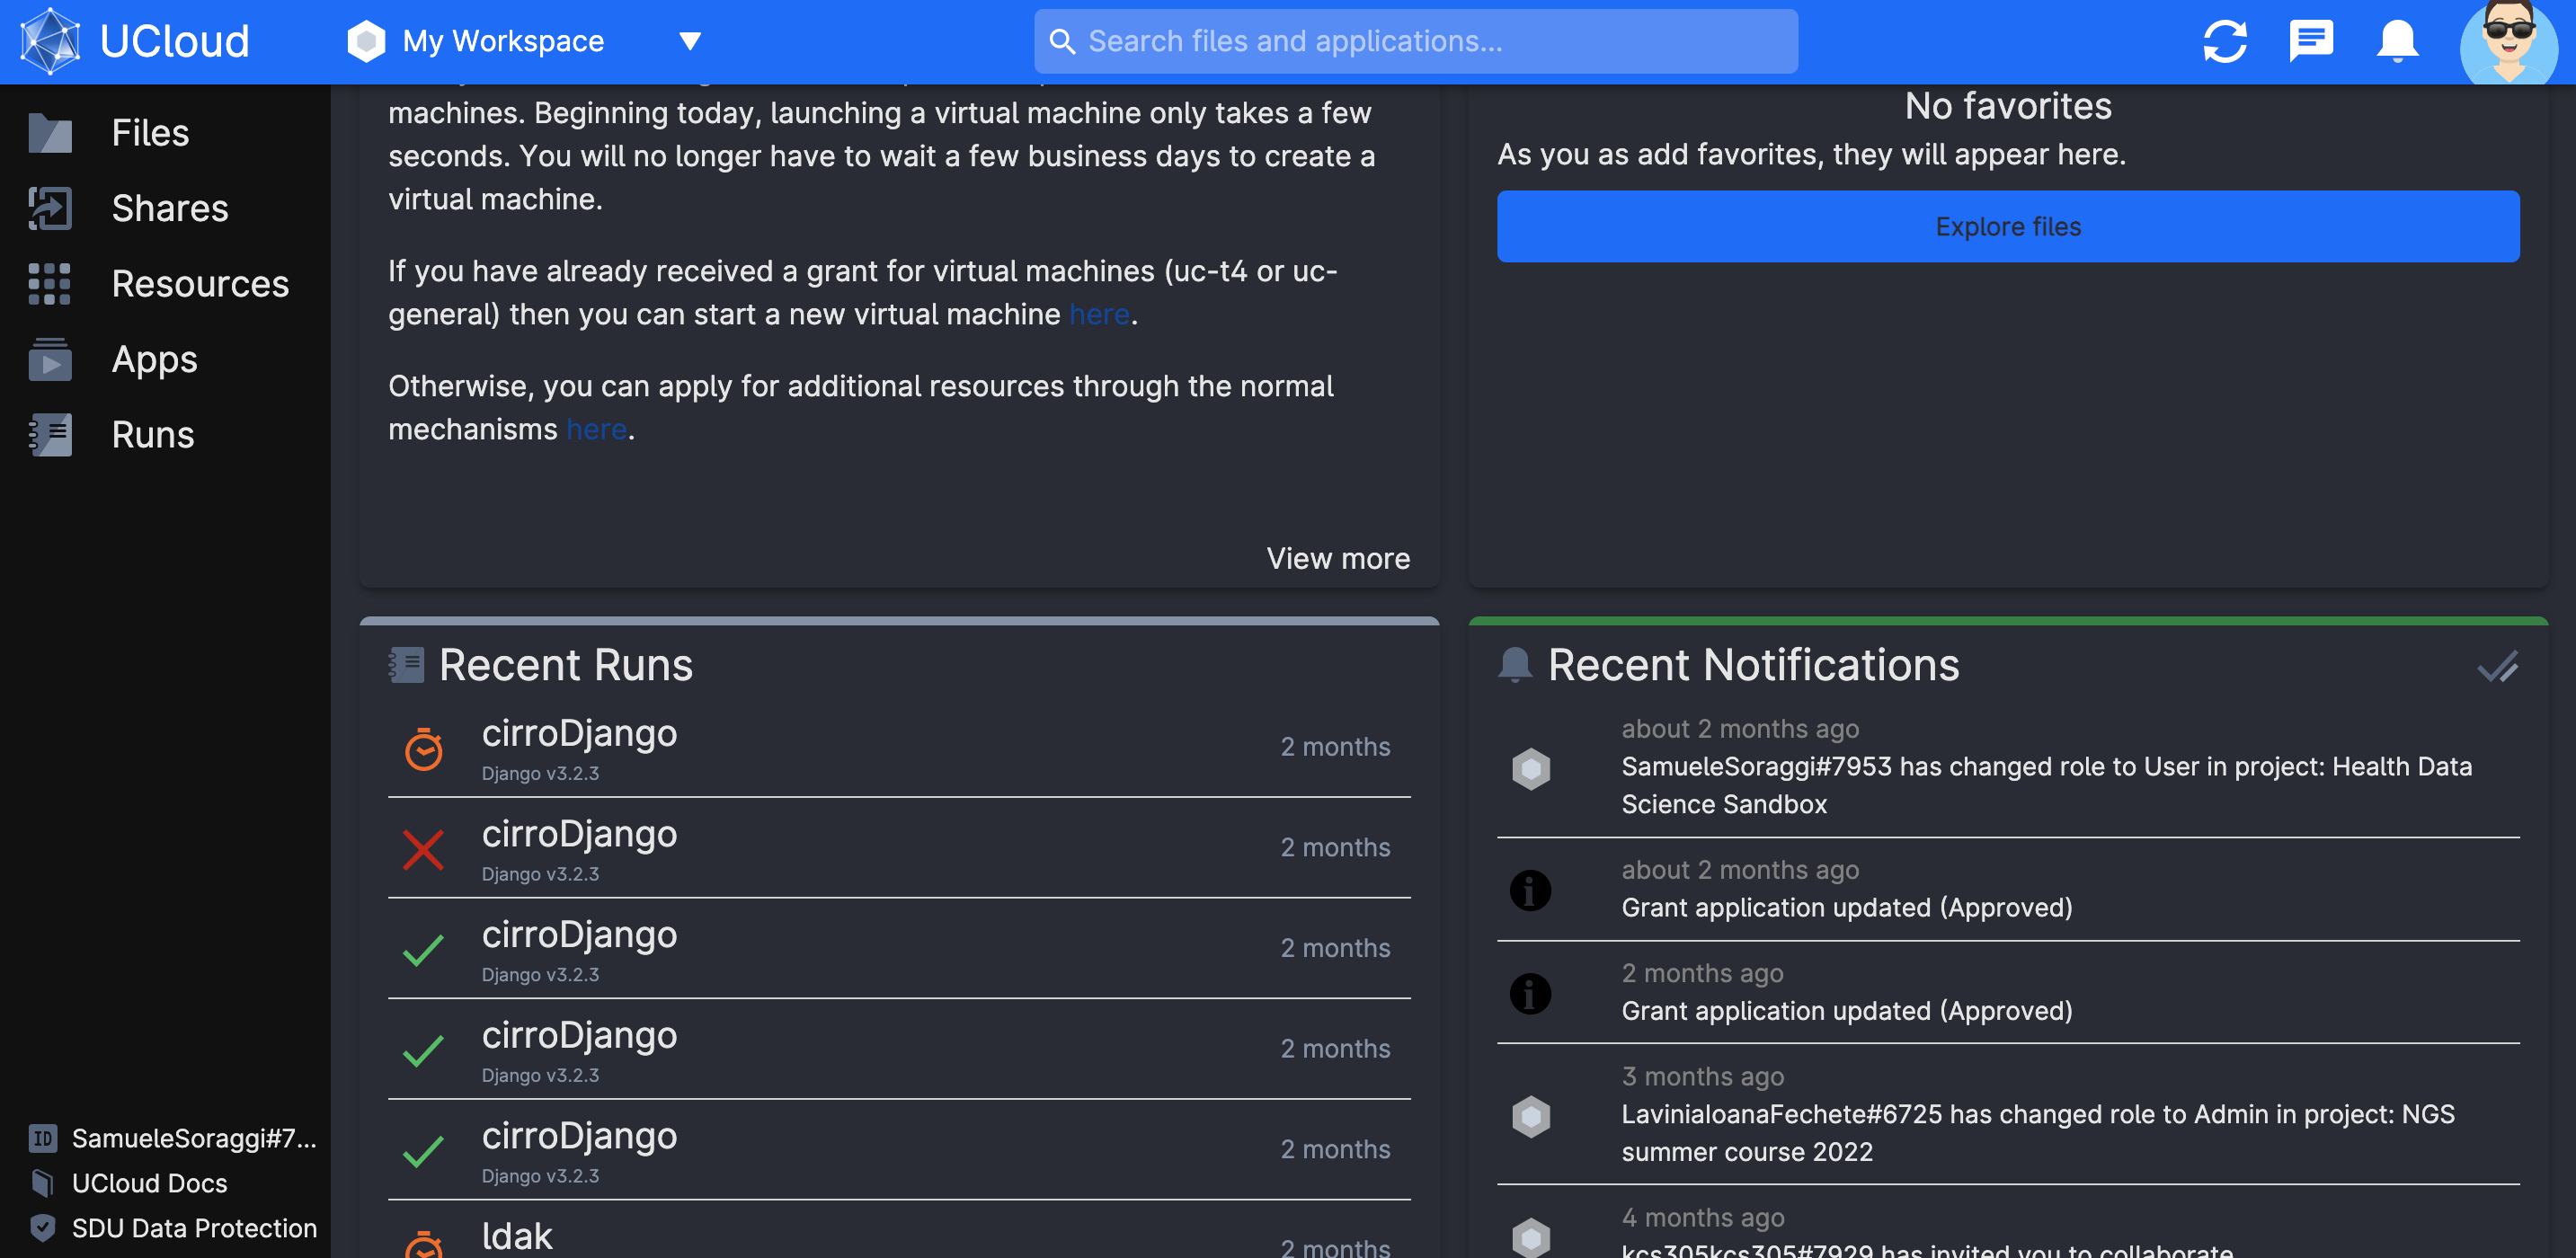 UCloud
My Workspace
Search files and applications...
Files
Shares
Resources
Apps
Runs
SamueleSoraggi#7...
UCloud Docs
SDU Data Protection
machines. Beginning today, launching a virtual machine only takes a few
seconds. You will no longer have to wait a few business days to create a
virtual machine.
If you have already received a grant for virtual machines (uc-t4 or uc-
general) then you can start a new virtual machine here.
Otherwise, you can apply for additional resources through the normal
mechanisms here.
View more
No favorites
As you as add favorites, they will appear here.
Explore files
Recent Runs
cirroDjango
Django v3.2.3
2 months
cirroDjango
Django v3.2.3
2 months
cirroDjango
Django v3.2.3
2 months
cirroDjango
Django v3.2.3
2 months
cirroDjango
Django v3.2.3
2 months
ldak
2 months
Recent Notifications
about 2 months ago
SamueleSoraggi#7953 has changed role to User in project: Health Data
Science Sandbox
about 2 months ago
Grant application updated (Approved)
2 months ago
Grant application updated (Approved)
3 months ago
LaviniaIoanaFechete#6725 has changed role to Admin in project: NGS
summer course 2022
4 months ago
kcs305kcs305#7929 has invited you to collaborate
ID